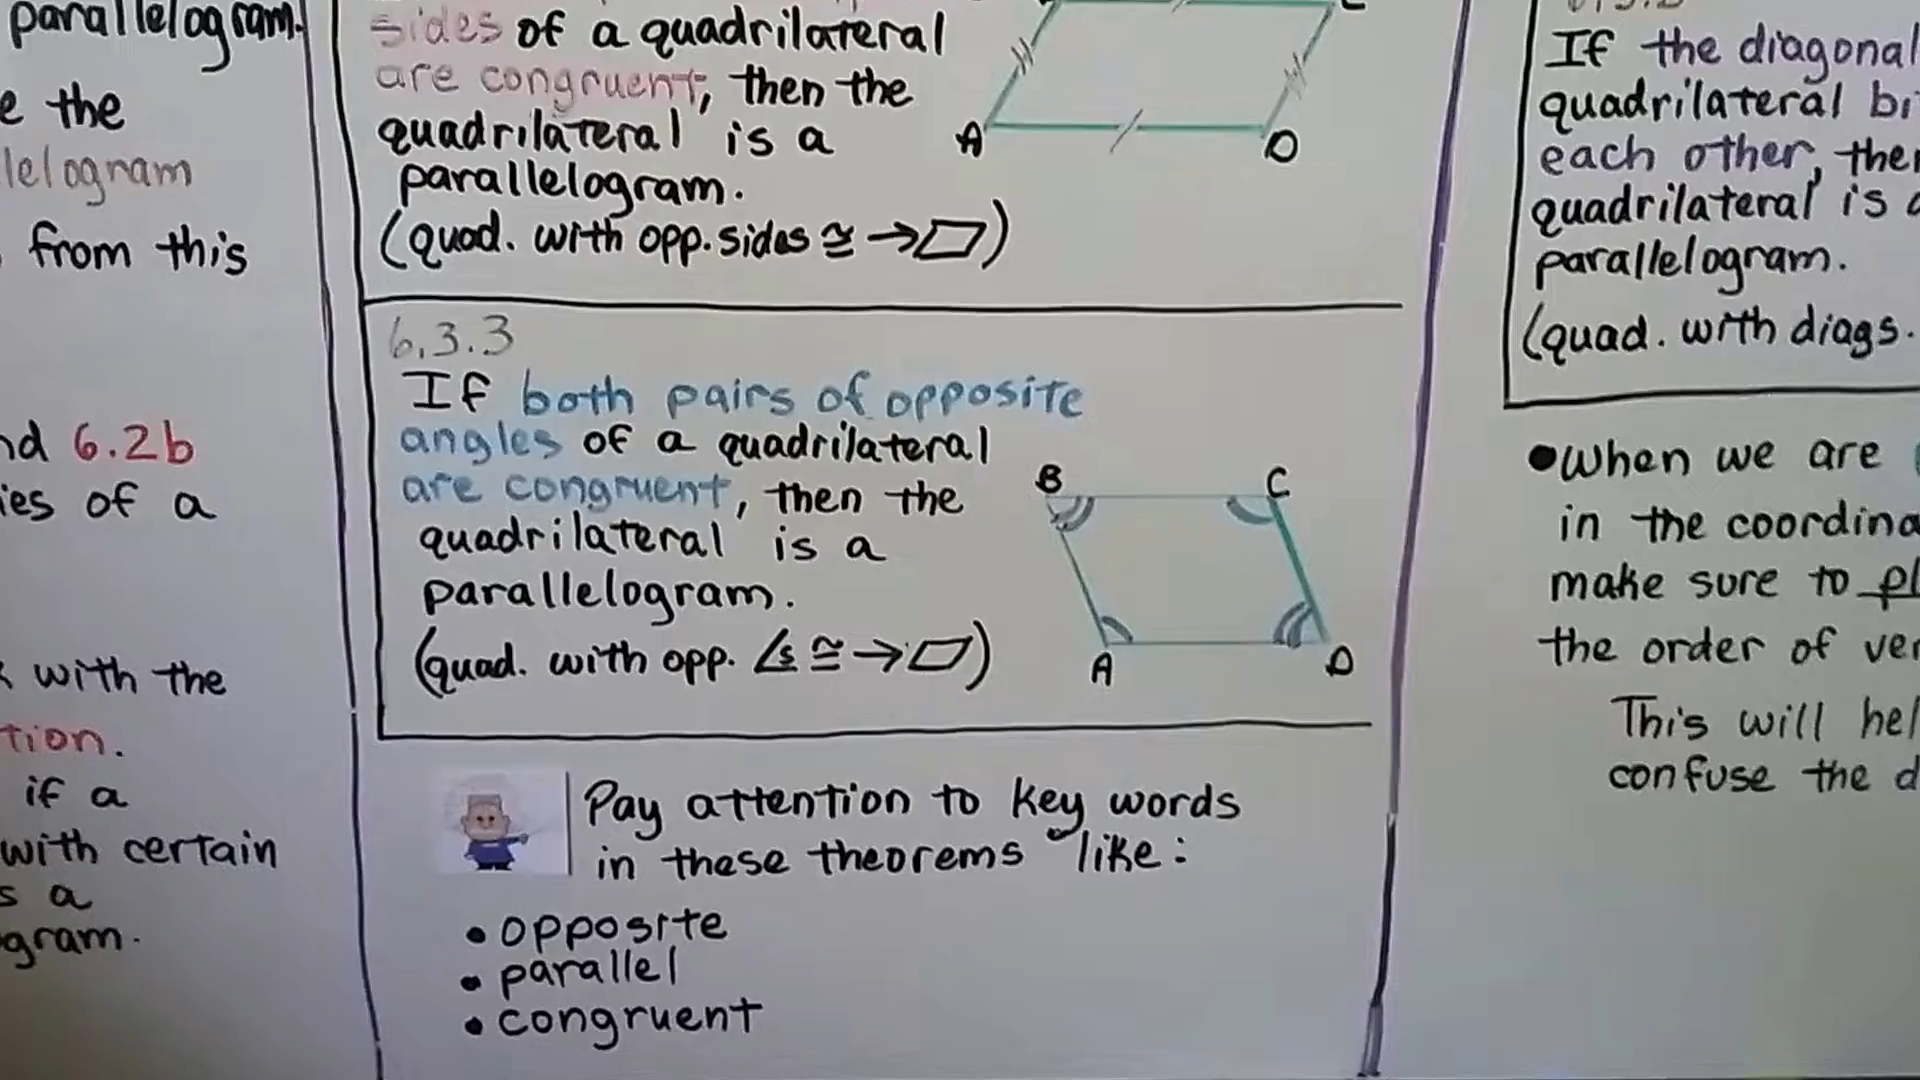 parallelogram.
e the
lelogram
from this
nd 6.2b
ies of a
with the
tion.
if a
with certain
s a
gram.
sides of a quadrilateral
are congruent, then the
quadrilateral is a
parallelogram.
(quad. with opp. sides ≅ → ▱)
A D
6.3.3
If both pairs of opposite
angles of a quadrilateral
are congruent, then the
quadrilateral is a
parallelogram.
(quad. with opp. ∠s ≅ → ▱)
B C
A D
Pay attention to key words
in these theorems like:
• opposite
• parallel
• congruent
If the diagonal
quadrilateral bi
each other, then
quadrilateral is a
parallelogram.
(quad. with diags.
• When we are
in the coordina
make sure to pl
the order of ver
This will hel
confuse the d